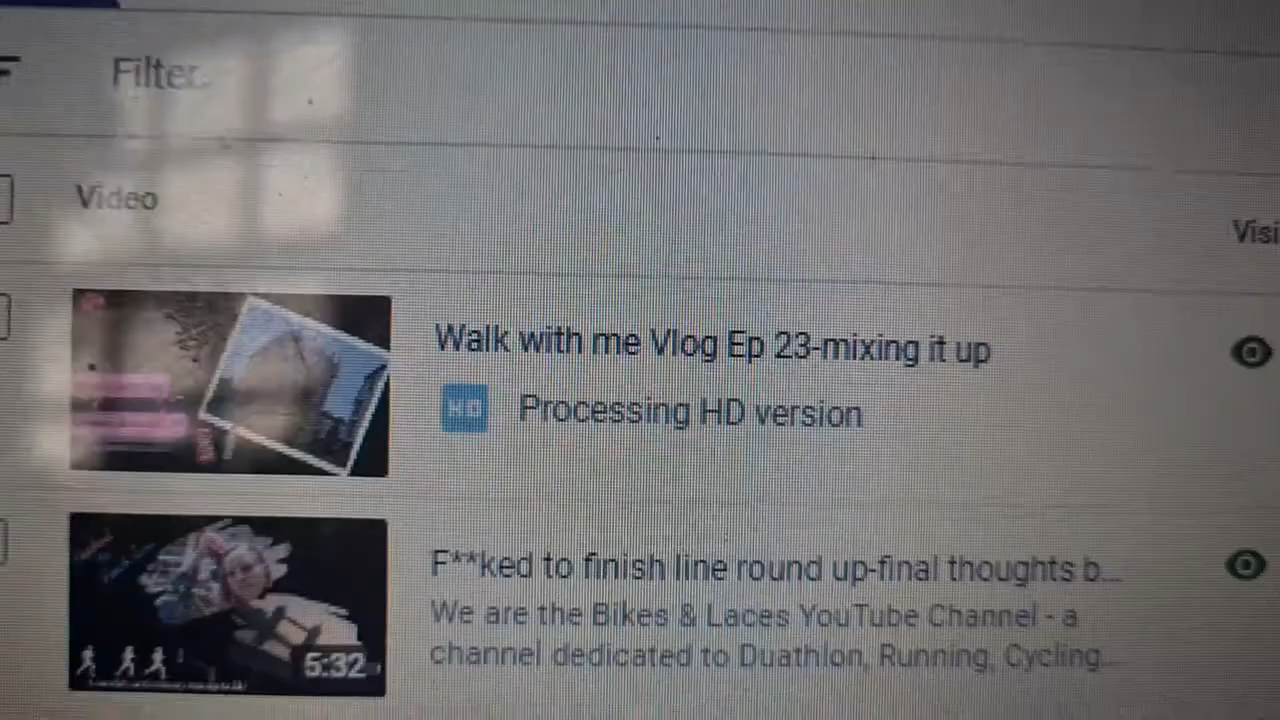 Filter
Video
Visi
Walk with me Vlog Ep 23-mixing it up
HD
Processing HD version
F**ked to finish line round up-final thoughts b...
We are the Bikes & Laces YouTube Channel - a
channel dedicated to Duathlon, Running, Cycling...
5:32